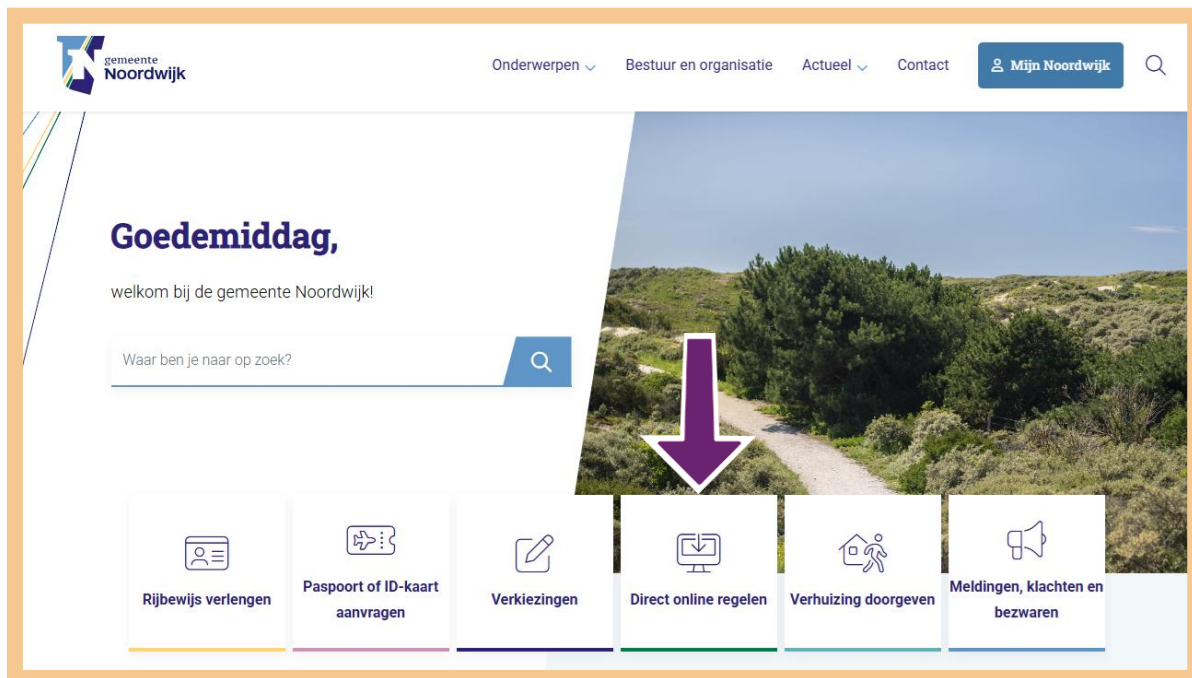 gemeente
Noordwijk
Onderwerpen
Bestuur en organisatie
Actueel
Contact
Mijn Noordwijk
Goedemiddag,
welkom bij de gemeente Noordwijk!
Waar ben je naar op zoek?
Rijbewijs verlengen
Paspoort of ID-kaart
aanvragen
Verkiezingen
Direct online regelen
Verhuizing doorgeven
Meldingen, klachten en
bezwaren